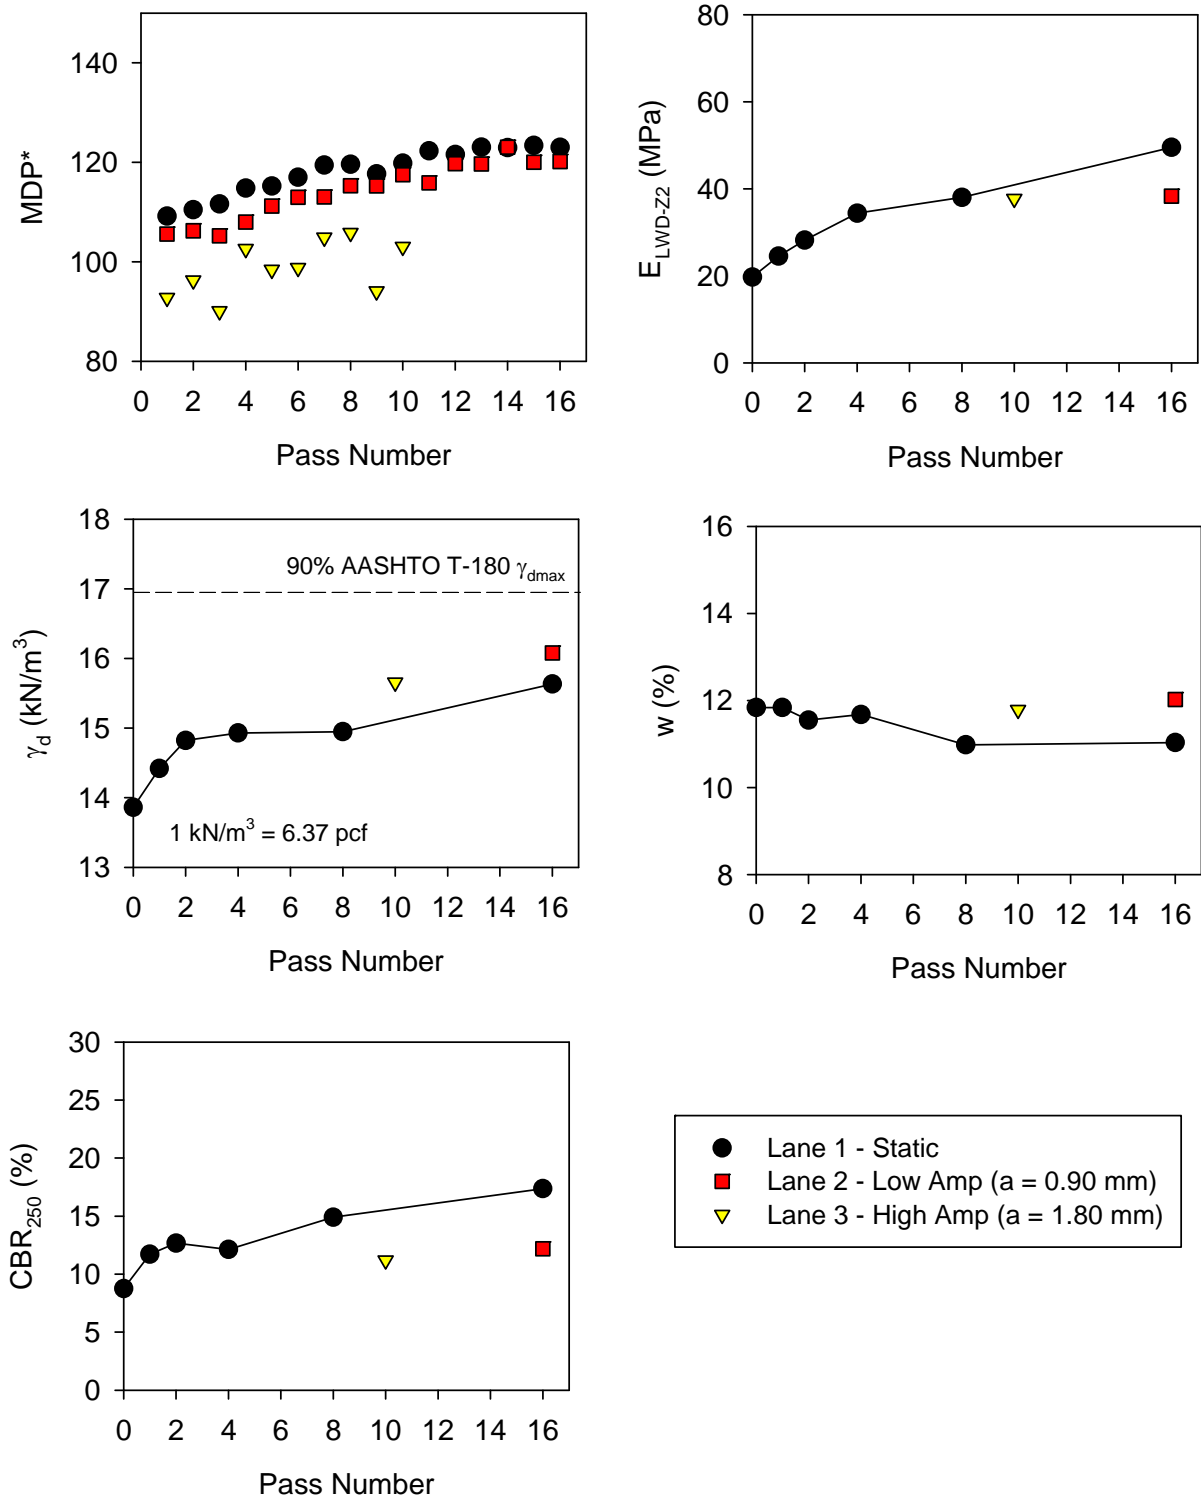 MDP*
140
120
100
80
0 2 4 6 8 10 12 14 16
Pass Number
E_LWD-Z2 (MPa)
80
60
40
20
0
0 2 4 6 8 10 12 14 16
Pass Number
γ_d (kN/m³)
18
17
16
15
14
13
90% AASHTO T-180 γ_dmax
1 kN/m³ = 6.37 pcf
0 2 4 6 8 10 12 14 16
Pass Number
w (%)
16
14
12
10
8
0 2 4 6 8 10 12 14 16
Pass Number
CBR_250 (%)
30
25
20
15
10
5
0
0 2 4 6 8 10 12 14 16
Pass Number
Lane 1 - Static
Lane 2 - Low Amp (a = 0.90 mm)
Lane 3 - High Amp (a = 1.80 mm)